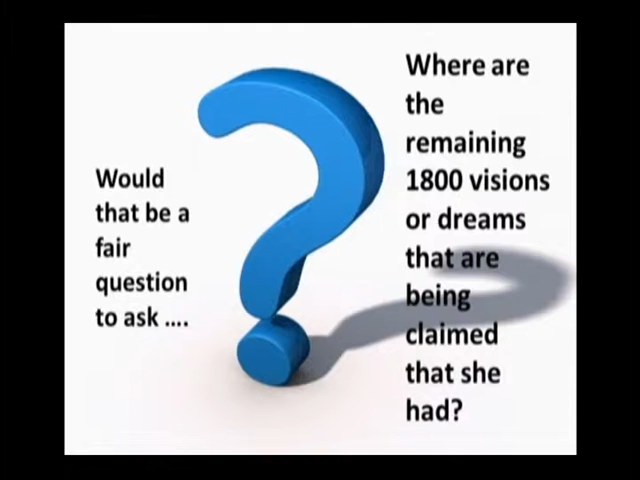 Would
that be a
fair
question
to ask ....
Where are
the
remaining
1800 visions
or dreams
that are
being
claimed
that she
had?